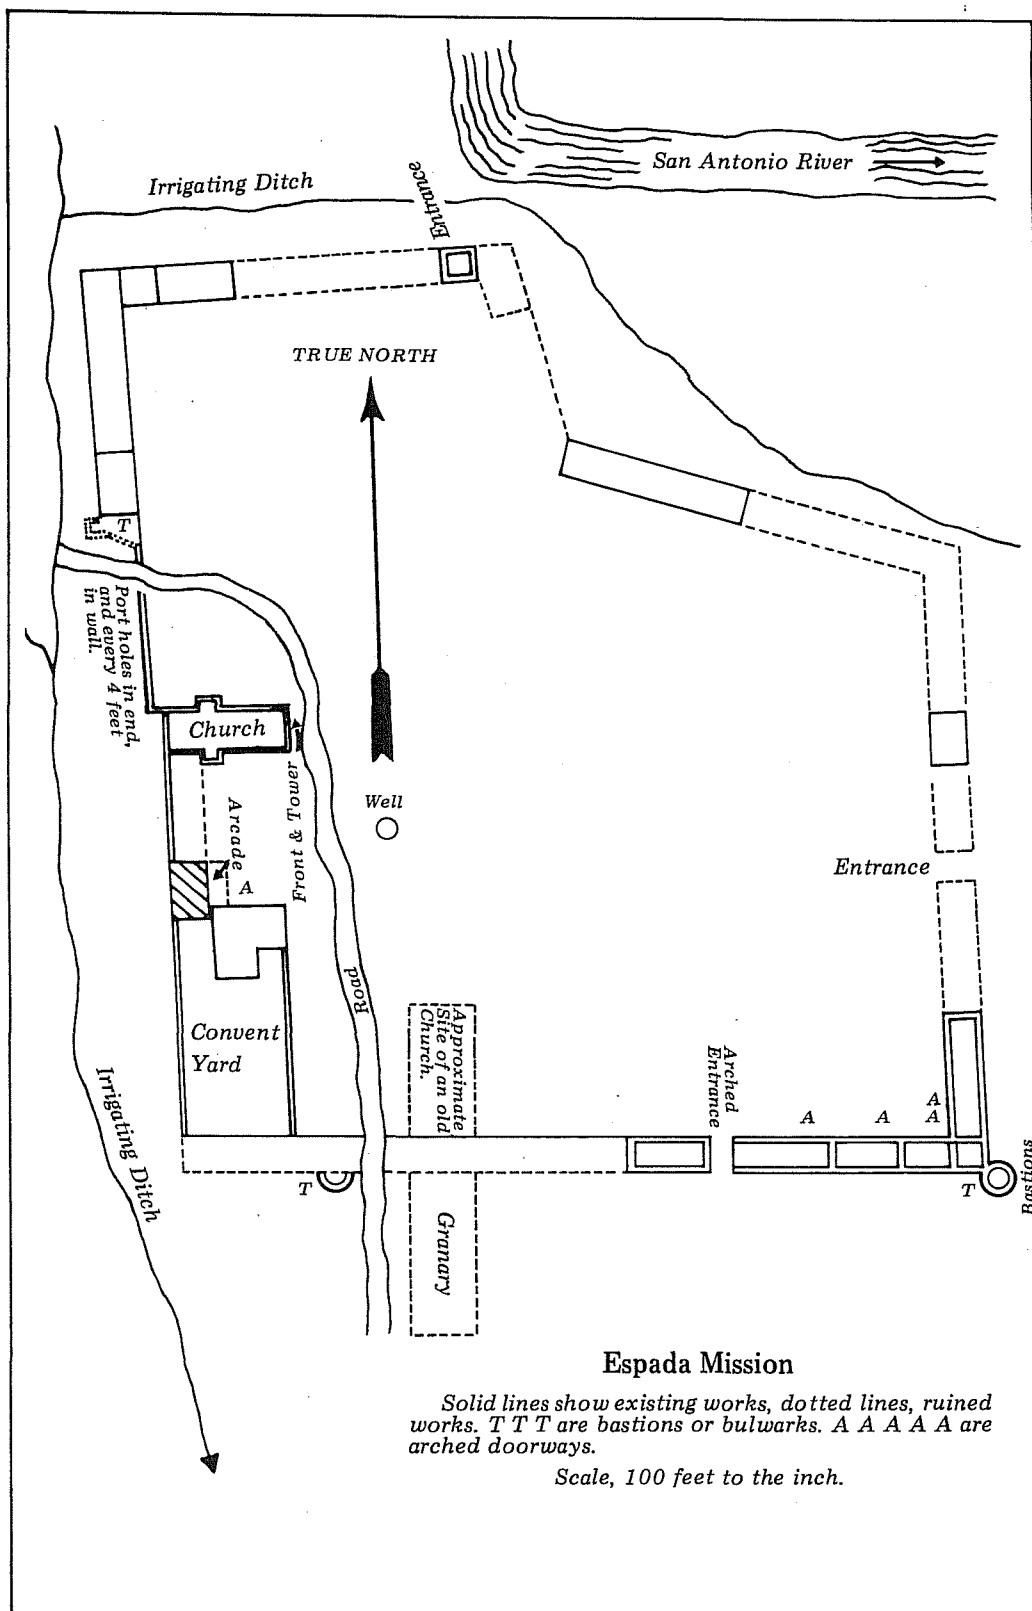 San Antonio River
Irrigating Ditch
Entrance
TRUE NORTH
T
Port holes in end,
and every 4 feet
in wall.
Church
Front & Tower
Well
Arcade
A
Entrance
Road
Convent
Yard
Approximate
Site of an old
Church.
Arched
Entrance
A
A
A
A
Irrigating Ditch
T
T
Bastions
Granary
Espada Mission
Solid lines show existing works, dotted lines, ruined
works. T T T are bastions or bulwarks. A A A A A are
arched doorways.
Scale, 100 feet to the inch.